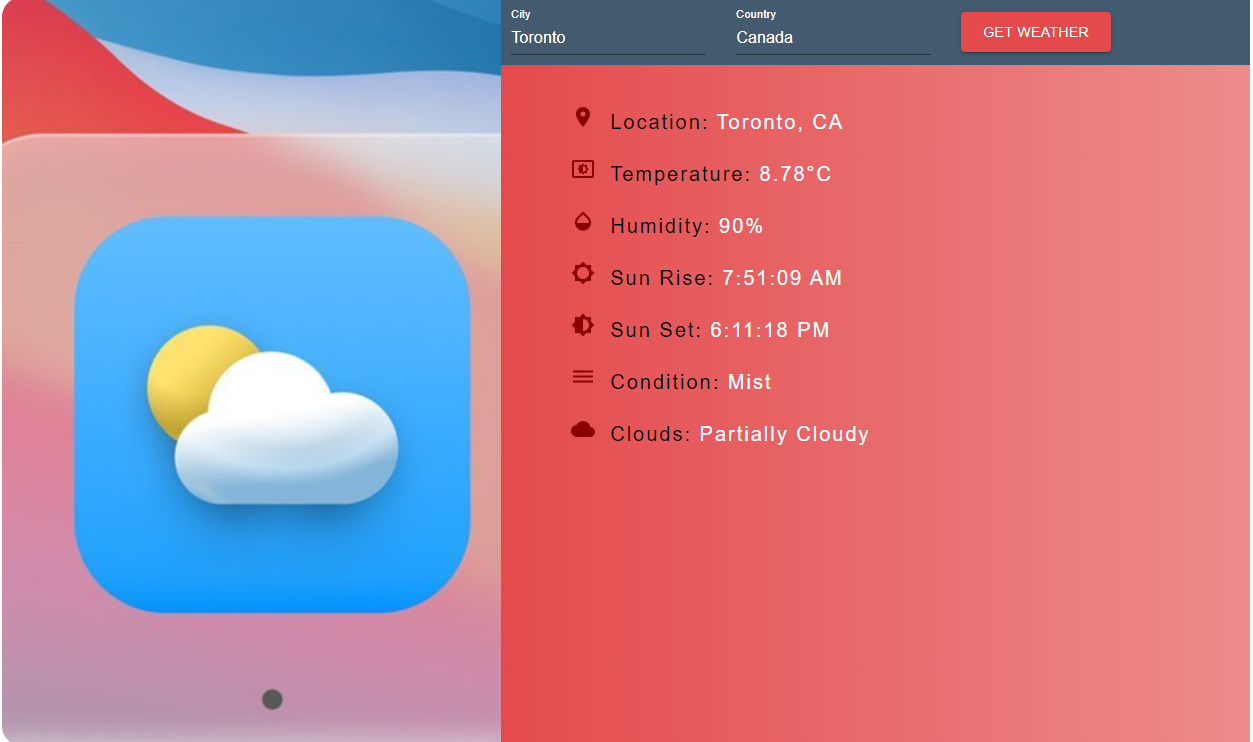 City
Country
Toronto
Canada
GET WEATHER
Location: Toronto, CA
Temperature: 8.78°C
Humidity: 90%
Sun Rise: 7:51:09 AM
Sun Set: 6:11:18 PM
Condition: Mist
Clouds: Partially Cloudy